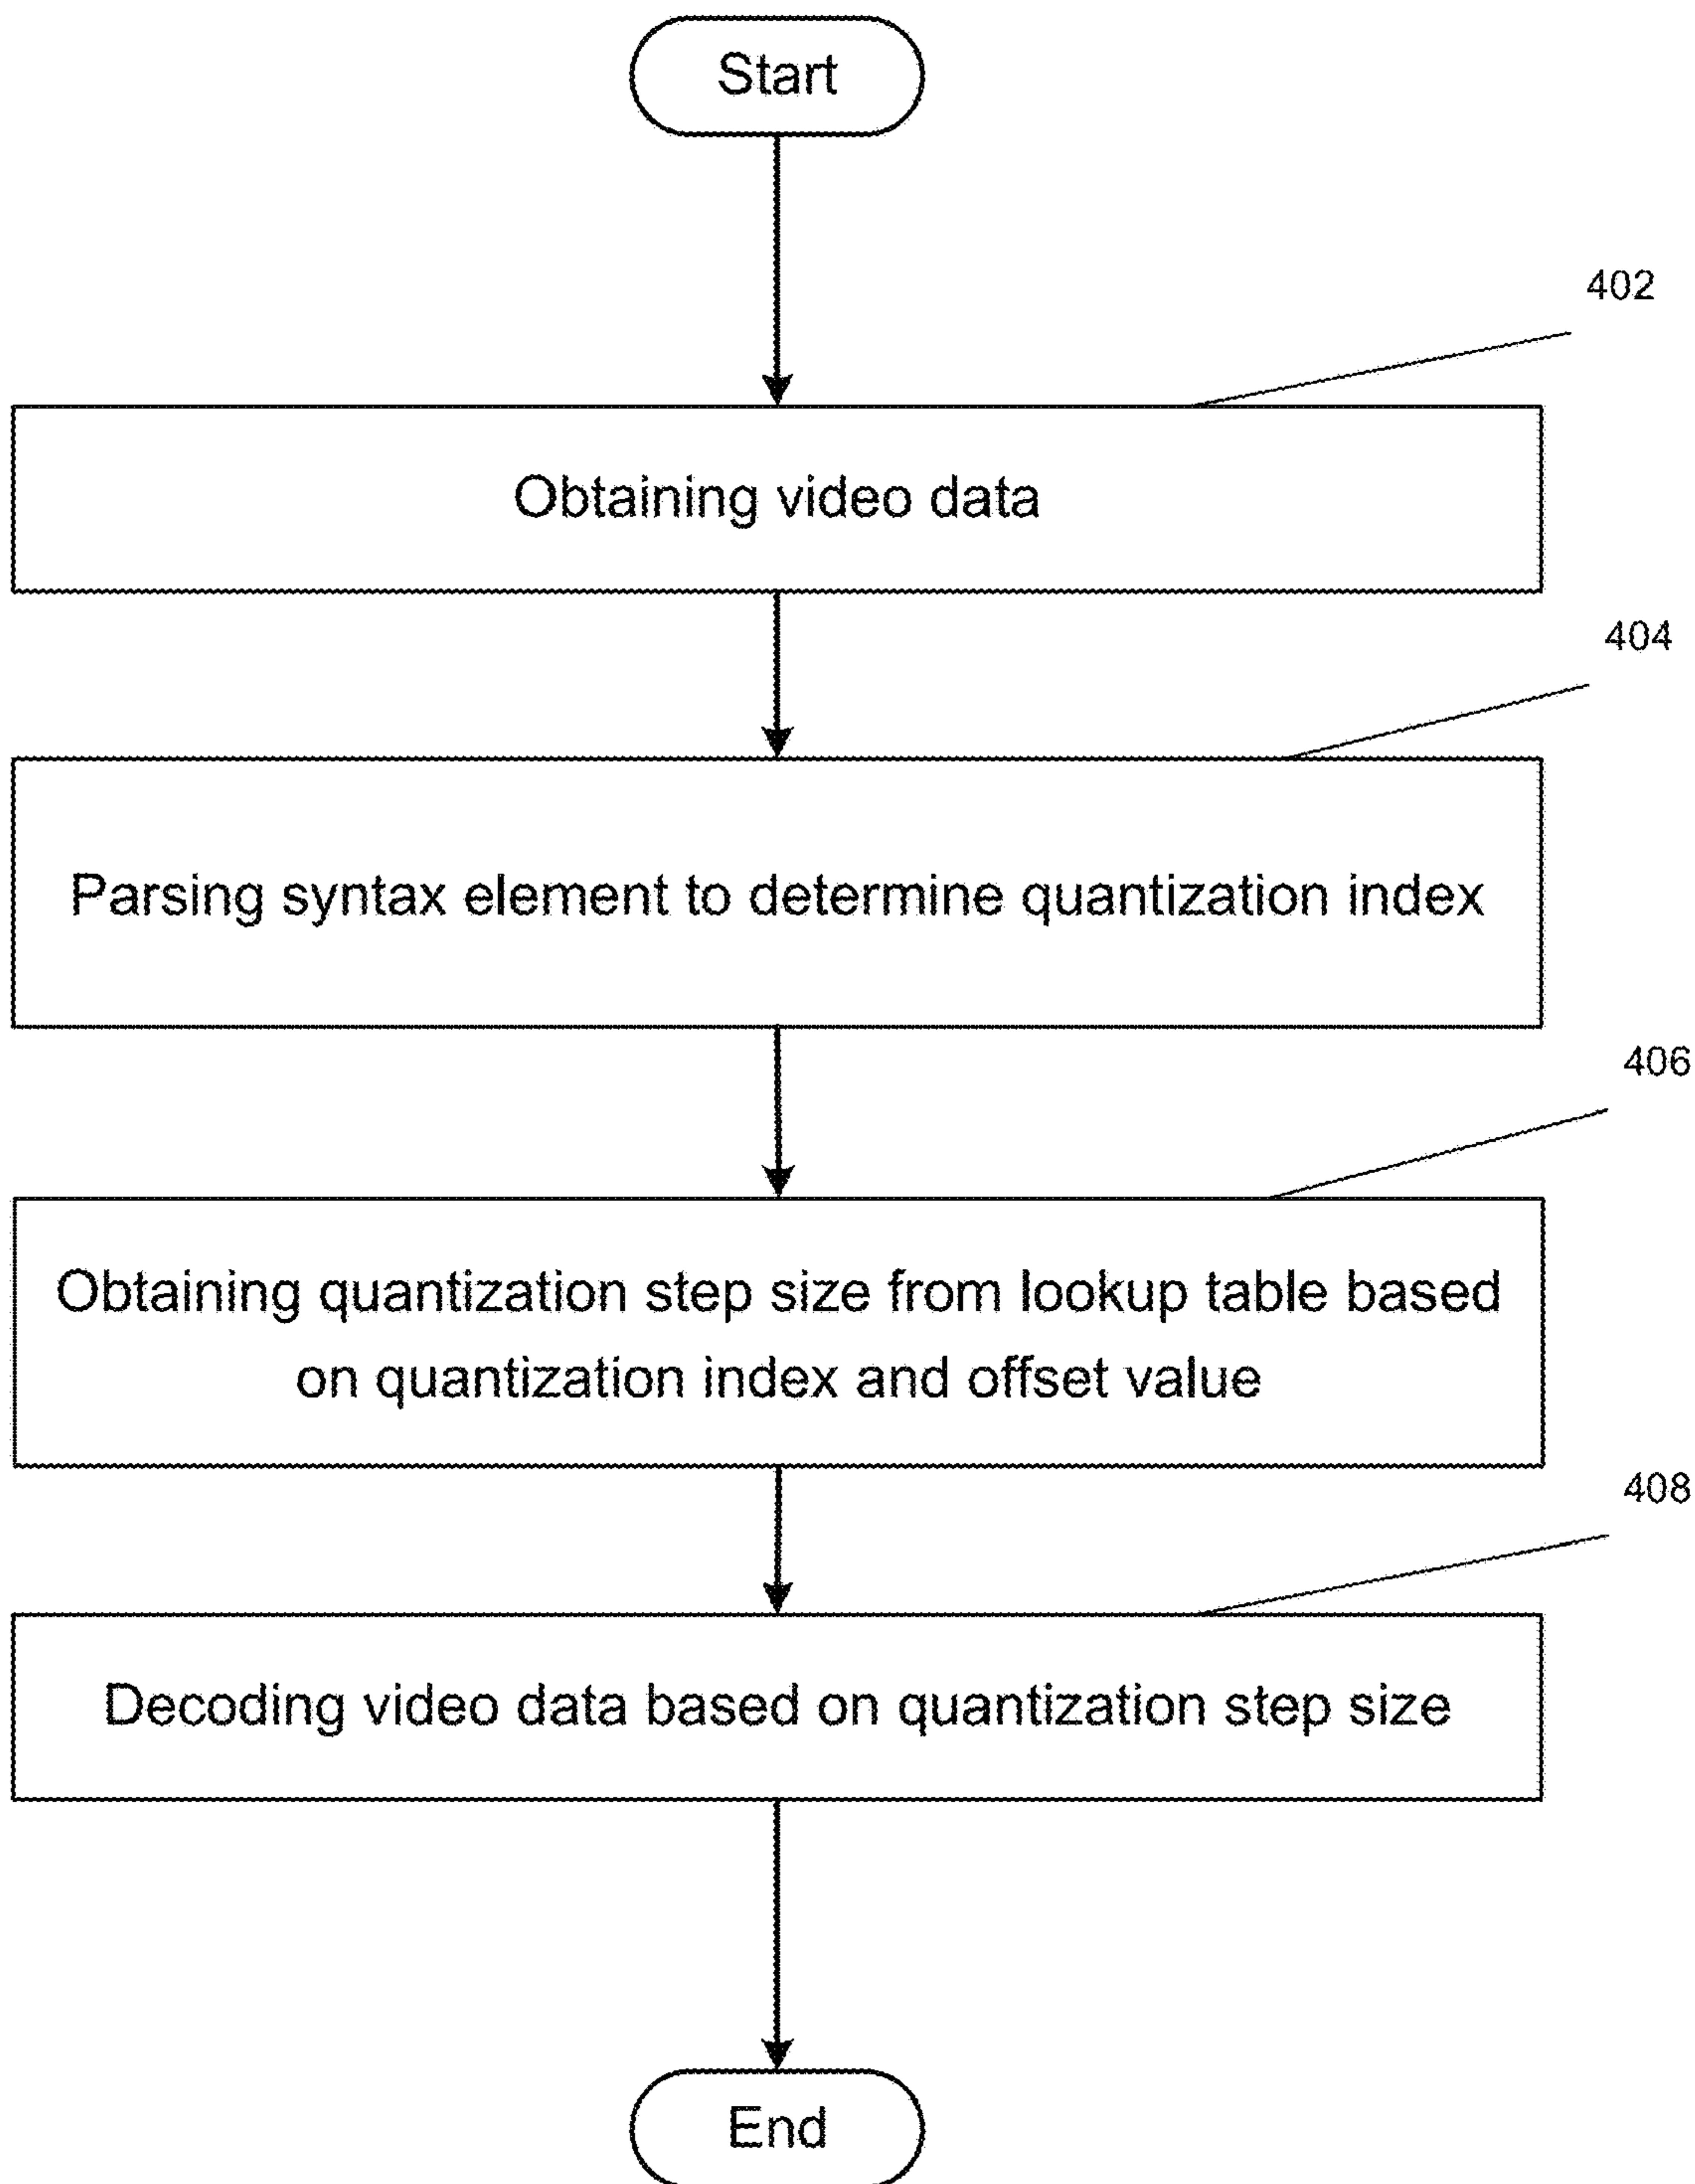 Start
402
Obtaining video data
404
Parsing syntax element to determine quantization index
406
Obtaining quantization step size from lookup table based
on quantization index and offset value
408
Decoding video data based on quantization step size
End